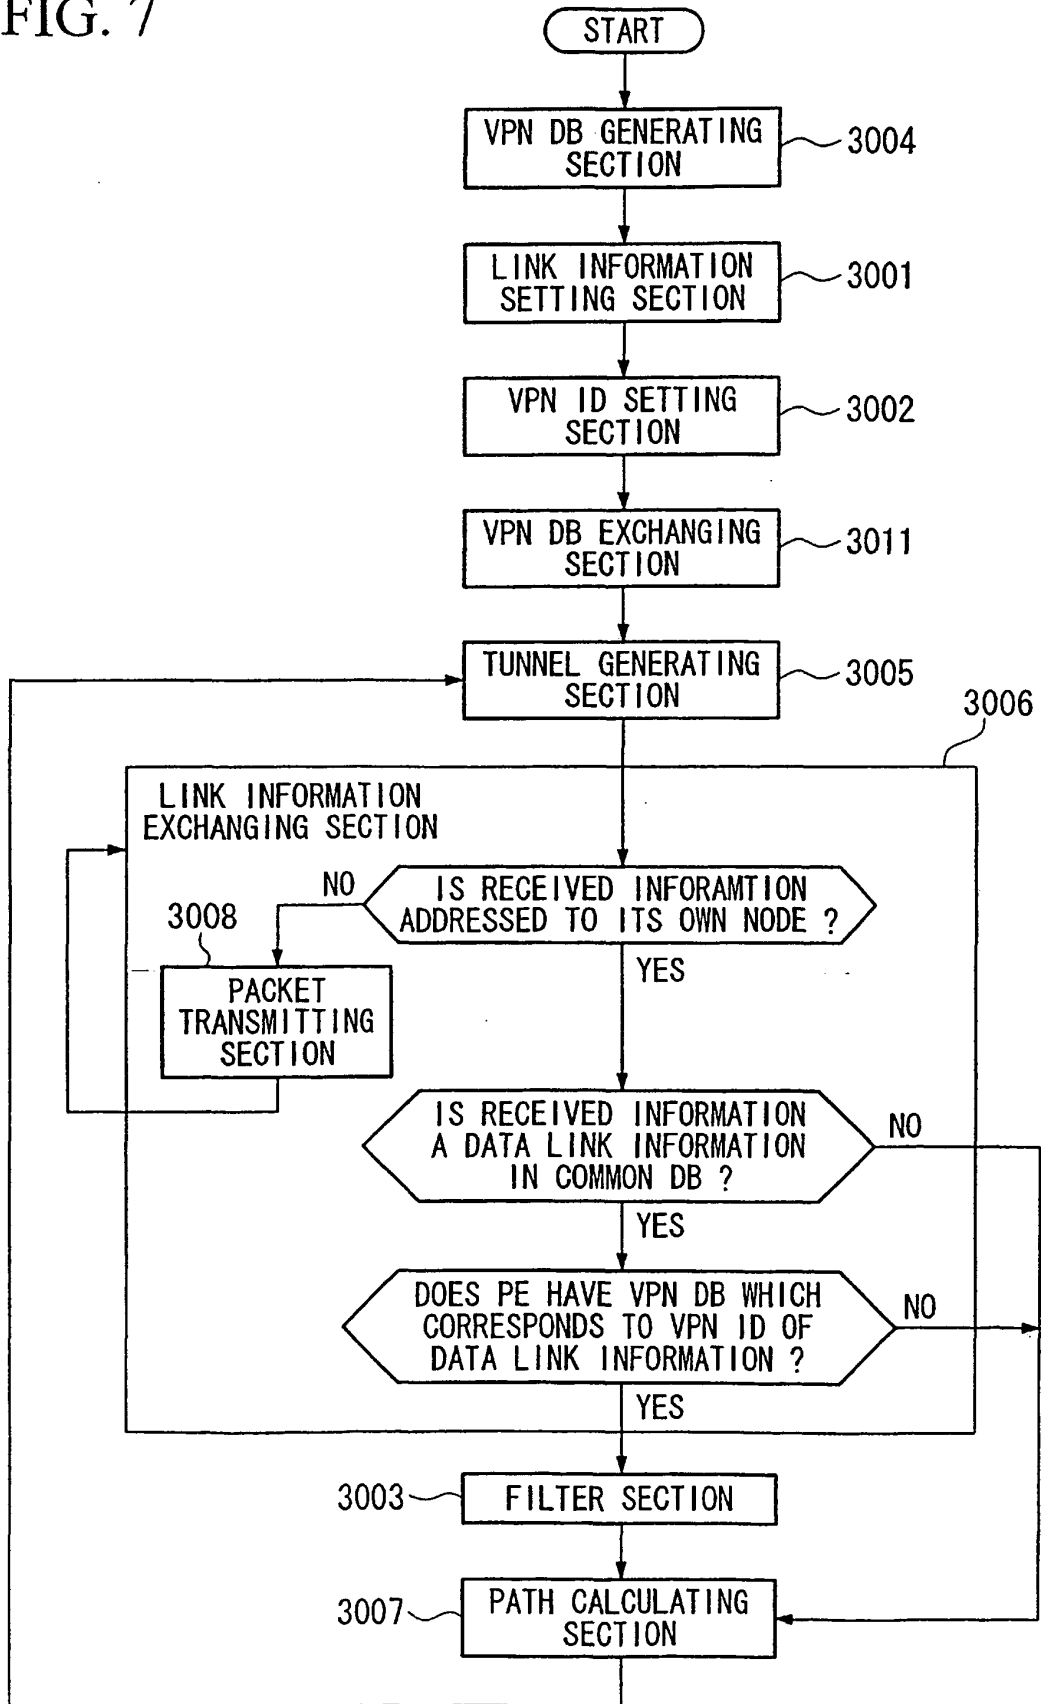 FIG. 7
START
VPN DB GENERATING
SECTION
3004
LINK INFORMATION
SETTING SECTION
3001
VPN ID SETTING
SECTION
3002
VPN DB EXCHANGING
SECTION
3011
TUNNEL GENERATING
SECTION
3005
3006
LINK INFORMATION
EXCHANGING SECTION
IS RECEIVED INFORAMTION
ADDRESSED TO ITS OWN NODE ?
NO
YES
3008
PACKET
TRANSMITTING
SECTION
IS RECEIVED INFORMATION
A DATA LINK INFORMATION
IN COMMON DB ?
NO
YES
DOES PE HAVE VPN DB WHICH
CORRESPONDS TO VPN ID OF
DATA LINK INFORMATION ?
NO
YES
3003
FILTER SECTION
3007
PATH CALCULATING
SECTION